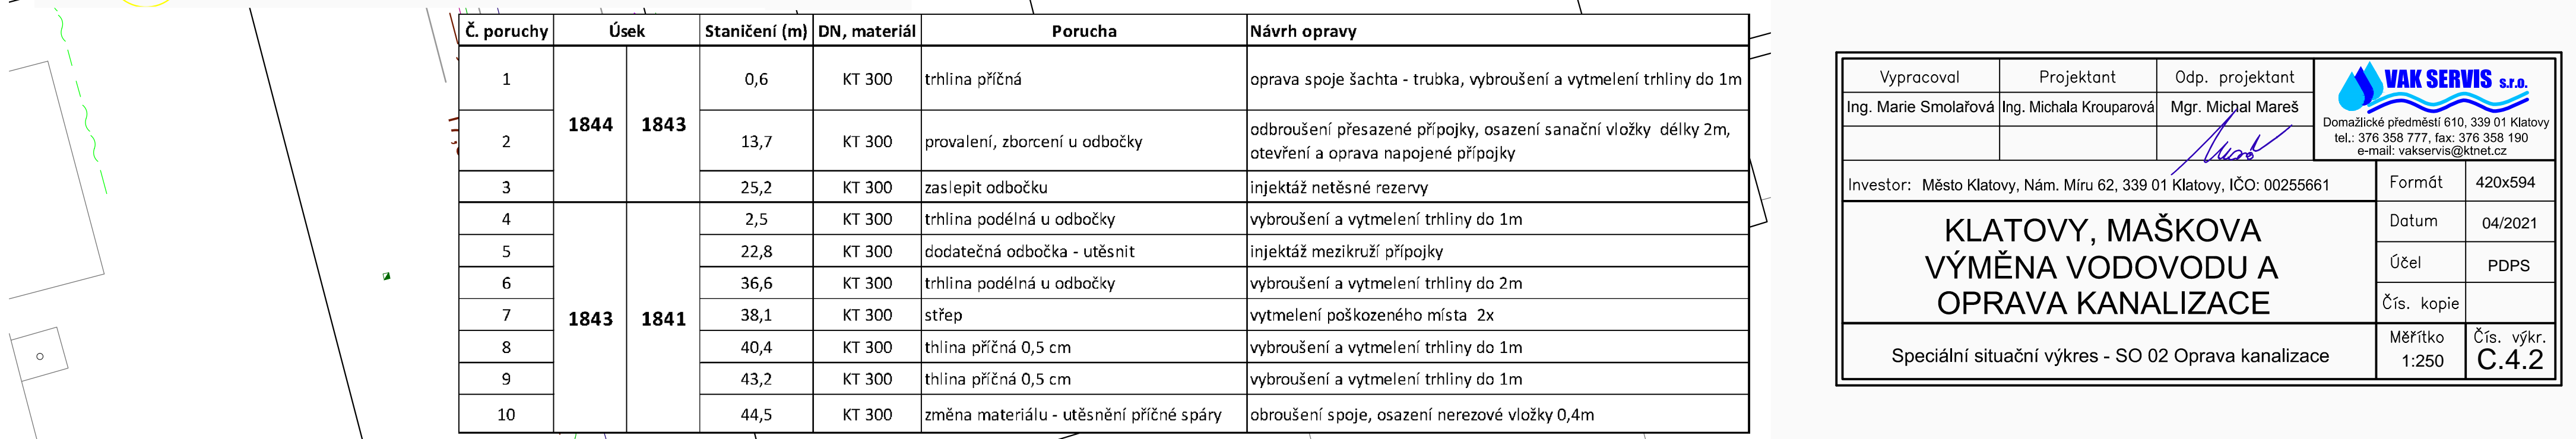 Č. poruchy Úsek Staničení (m) DN, materiál Porucha Návrh opravy
1 0,6 KT 300 trhlina příčná oprava spoje šachta - trubka, vybroušení a vytmelení trhliny do 1m
1844 1843
2 13,7 KT 300 provalení, zborcení u odbočky odbroušení přesazené přípojky, osazení sanační vložky délky 2m,
otevření a oprava napojené přípojky
3 25,2 KT 300 zaslepit odbočku injektáž netěsné rezervy
4 2,5 KT 300 trhlina podélná u odbočky vybroušení a vytmelení trhliny do 1m
5 22,8 KT 300 dodatečná odbočka - utěsnit injektáž mezikruží přípojky
6 36,6 KT 300 trhlina podélná u odbočky vybroušení a vytmelení trhliny do 2m
1843 1841
7 38,1 KT 300 střep vytmelení poškozeného místa 2x
8 40,4 KT 300 thlina příčná 0,5 cm vybroušení a vytmelení trhliny do 1m
9 43,2 KT 300 thlina příčná 0,5 cm vybroušení a vytmelení trhliny do 1m
10 44,5 KT 300 změna materiálu - utěsnění příčné spáry obroušení spoje, osazení nerezové vložky 0,4m
Vypracoval Projektant Odp. projektant
Ing. Marie Smolařová Ing. Michala Krouparová Mgr. Michal Mareš
VAK SERVIS s.r.o.
Domažlické předměstí 610, 339 01 Klatovy
tel.: 376 358 777, fax: 376 358 190
e-mail: vakservis@ktnet.cz
Investor: Město Klatovy, Nám. Míru 62, 339 01 Klatovy, IČO: 00255661
Formát 420x594
KLATOVY, MAŠKOVA
VÝMĚNA VODOVODU A
OPRAVA KANALIZACE
Datum 04/2021
Účel PDPS
Čís. kopie
Speciální situační výkres - SO 02 Oprava kanalizace
Měřítko
1:250
Čís. výkr.
C.4.2